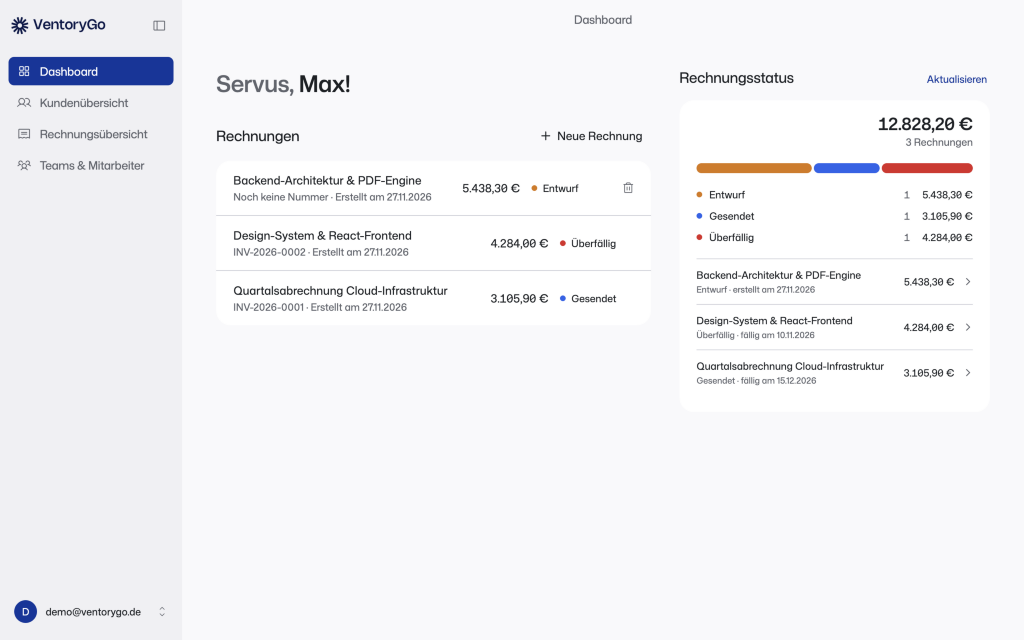 VentoryGo
Dashboard
Kundenübersicht
Rechnungsübersicht
Teams & Mitarbeiter
D demo@ventorygo.de
Dashboard
Servus, Max!
Rechnungen
Neue Rechnung
Backend-Architektur & PDF-Engine 5.438,30 € Entwurf
Noch keine Nummer · Erstellt am 27.11.2026
Design-System & React-Frontend 4.284,00 € Überfällig
INV-2026-0002 · Erstellt am 27.11.2026
Quartalsabrechnung Cloud-Infrastruktur 3.105,90 € Gesendet
INV-2026-0001 · Erstellt am 27.11.2026
Rechnungsstatus Aktualisieren
12.828,20 €
3 Rechnungen
Entwurf 1 5.438,30 €
Gesendet 1 3.105,90 €
Überfällig 1 4.284,00 €
Backend-Architektur & PDF-Engine 5.438,30 €
Entwurf · erstellt am 27.11.2026
Design-System & React-Frontend 4.284,00 €
Überfällig · fällig am 10.11.2026
Quartalsabrechnung Cloud-Infrastruktur 3.105,90 €
Gesendet · fällig am 15.12.2026